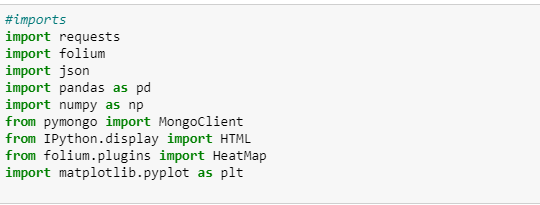 #imports
import requests
import folium
import json
import pandas as pd
import numpy as np
from pymongo import MongoClient
from IPython.display import HTML
from folium.plugins import HeatMap
import matplotlib.pyplot as plt